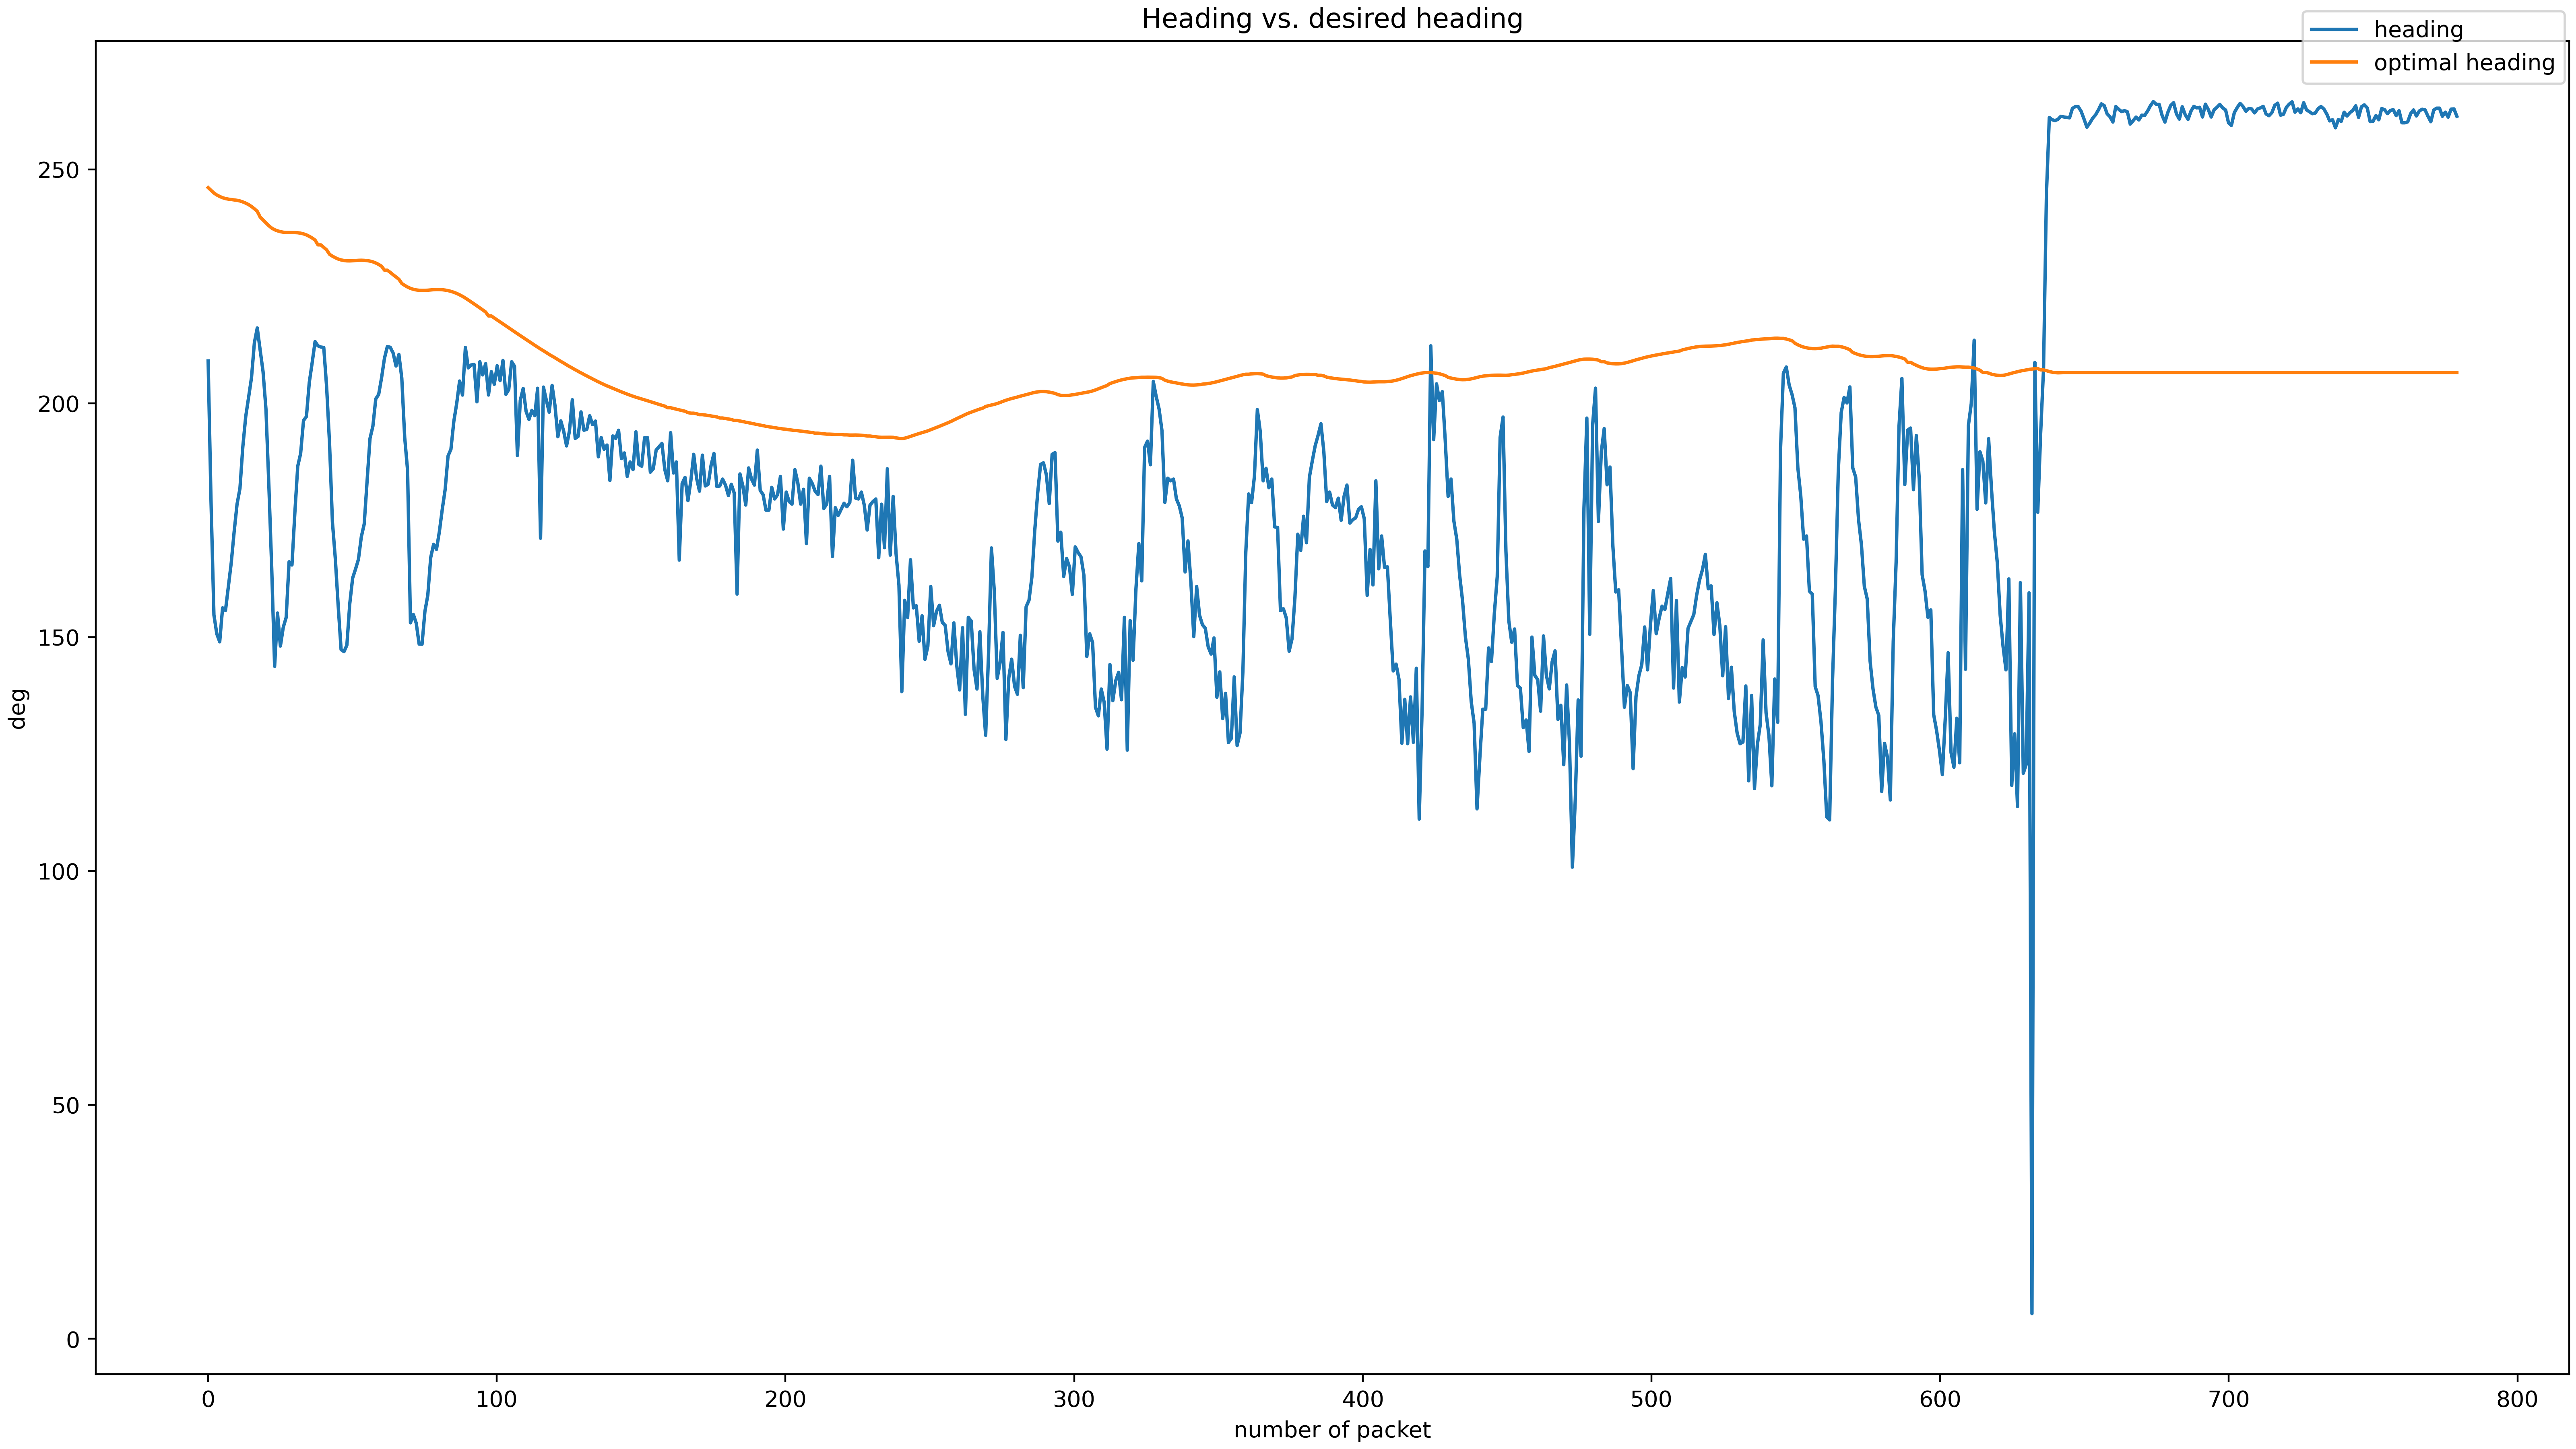 Heading vs. desired heading
heading
optimal heading
250
200
150
100
50
0
deg
0 100 200 300 400 500 600 700 800
number of packet